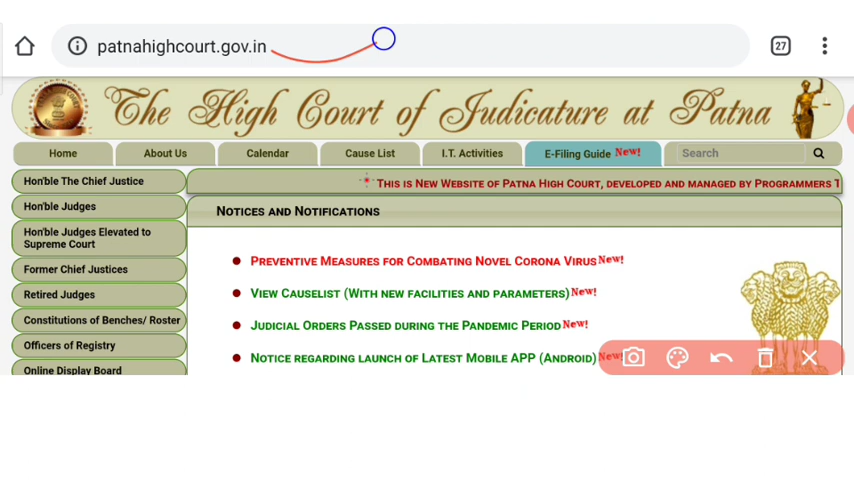 patnahighcourt.gov.in
27
The High Court of Judicature at Patna
Home About Us Calendar Cause List I.T. Activities E-Filing Guide New! Search
Hon'ble The Chief Justice
This is New Website of Patna High Court, developed and managed by Programmers
Hon'ble Judges
Notices and Notifications
Hon'ble Judges Elevated to
Supreme Court
Former Chief Justices
Retired Judges
Constitutions of Benches/ Roster
Officers of Registry
Online Display Board
Preventive Measures for Combating Novel Corona Virus New!
View Causelist (With new facilities and parameters) New!
Judicial Orders Passed during the Pandemic Period New!
Notice regarding launch of Latest Mobile APP (Android) New!